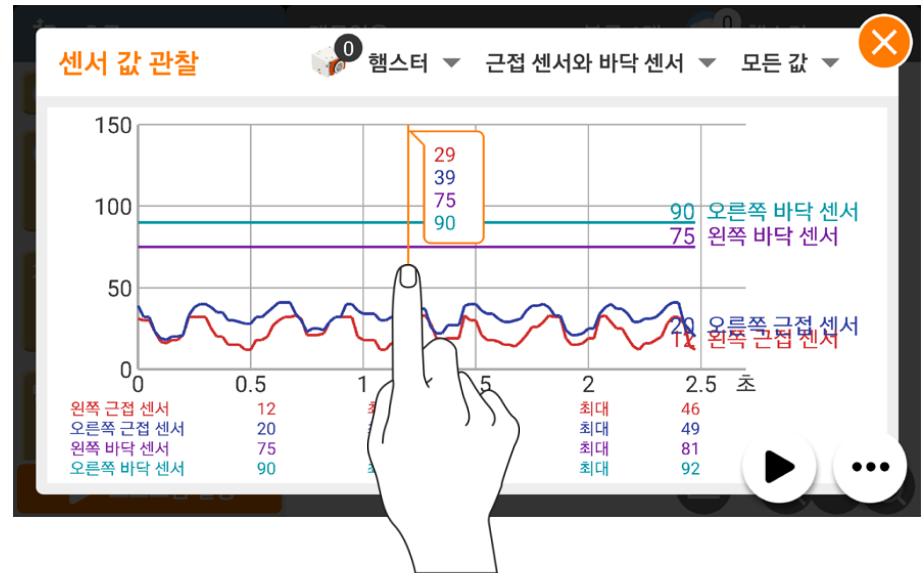 센서 값 관찰
0
햄스터
근접 센서와 바닥 센서
모든 값
150
100
50
0
29
39
75
90
90 오른쪽 바닥 센서
75 왼쪽 바닥 센서
20 오른쪽 근접 센서
12 왼쪽 근접 센서
0 0.5 1 5 2 2.5 초
왼쪽 근접 센서 12 최대 46
오른쪽 근접 센서 20 최대 49
왼쪽 바닥 센서 75 최대 81
오른쪽 바닥 센서 90 최대 92